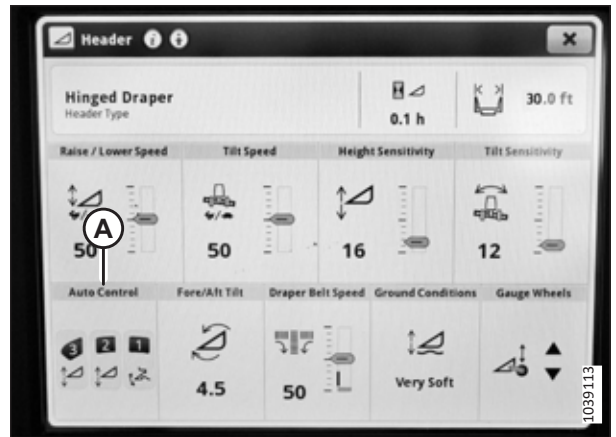 Header
Hinged Draper
Header Type
0.1 h
30.0 ft
Raise / Lower Speed
Tilt Speed
Height Sensitivity
Tilt Sensitivity
A
50
50
16
12
Auto Control
Fore/Aft Tilt
Draper Belt Speed
Ground Conditions
Gauge Wheels
3 2 1
4.5
50
Very Soft
1039113